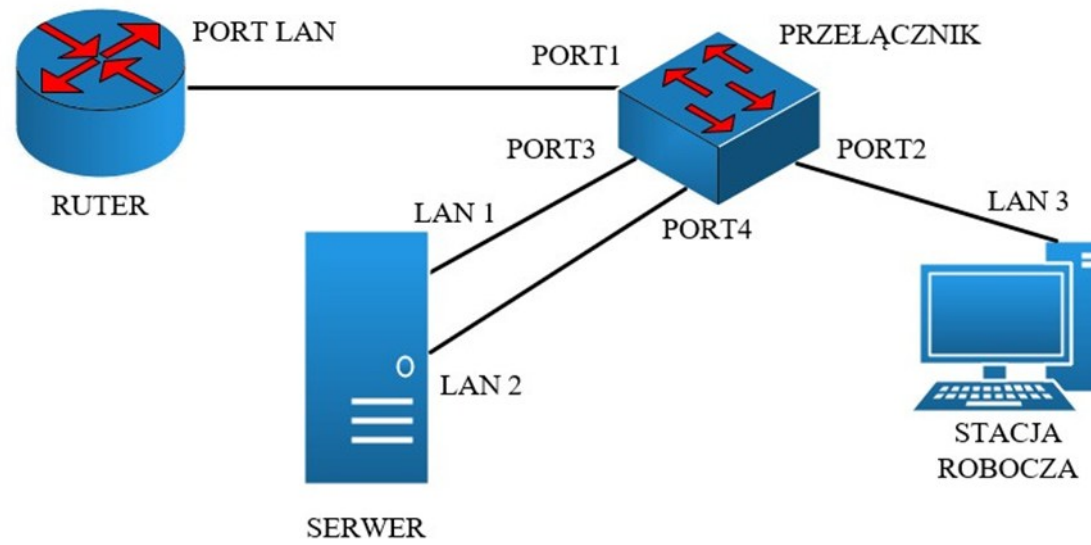 PORT LAN
PRZEŁĄCZNIK
PORT1
PORT3
PORT2
RUTER
LAN 1
PORT4
LAN 3
LAN 2
STACJA
ROBOCZA
SERWER